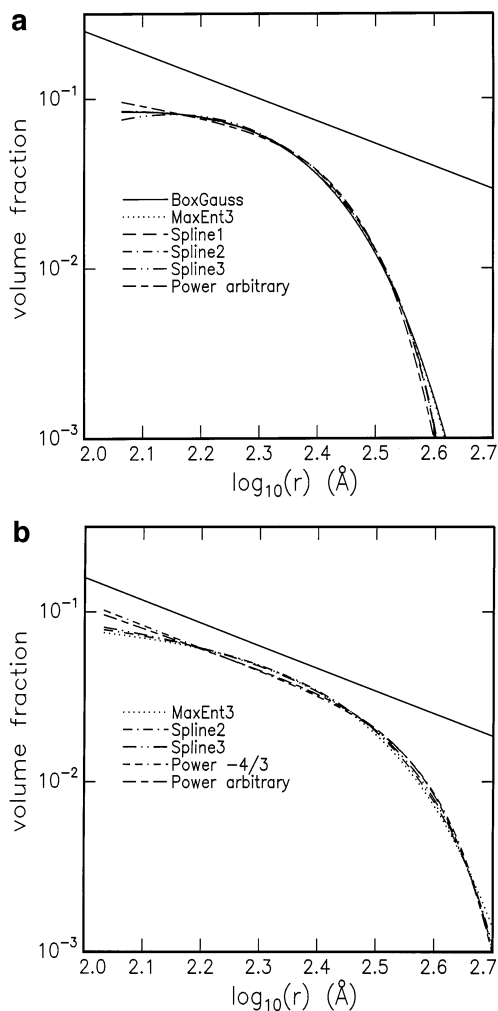 a
10⁻¹
10⁻²
10⁻³
volume fraction
BoxGauss
MaxEnt3
Spline1
Spline2
Spline3
Power arbitrary
2.0 2.1 2.2 2.3 2.4 2.5 2.6 2.7
log₁₀(r) (Å)
b
10⁻¹
10⁻²
10⁻³
volume fraction
MaxEnt3
Spline2
Spline3
Power -4/3
Power arbitrary
2.0 2.1 2.2 2.3 2.4 2.5 2.6 2.7
log₁₀(r) (Å)